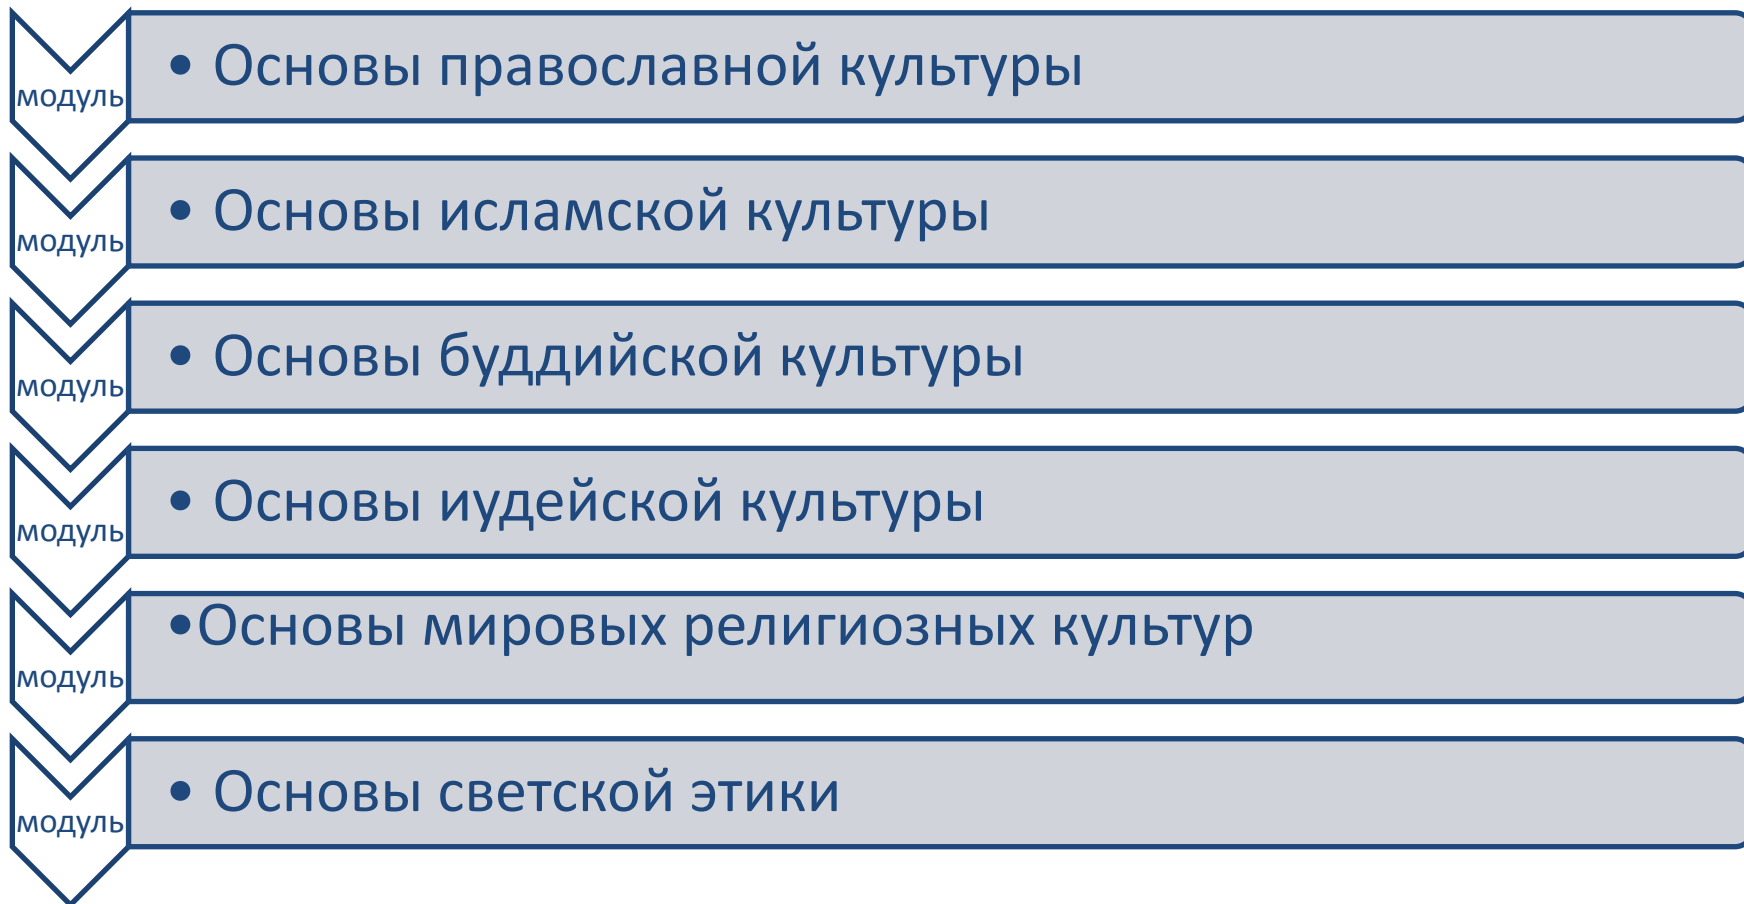 модуль
• Основы православной культуры
модуль
• Основы исламской культуры
модуль
• Основы буддийской культуры
модуль
• Основы иудейской культуры
модуль
•Основы мировых религиозных культур
модуль
• Основы светской этики